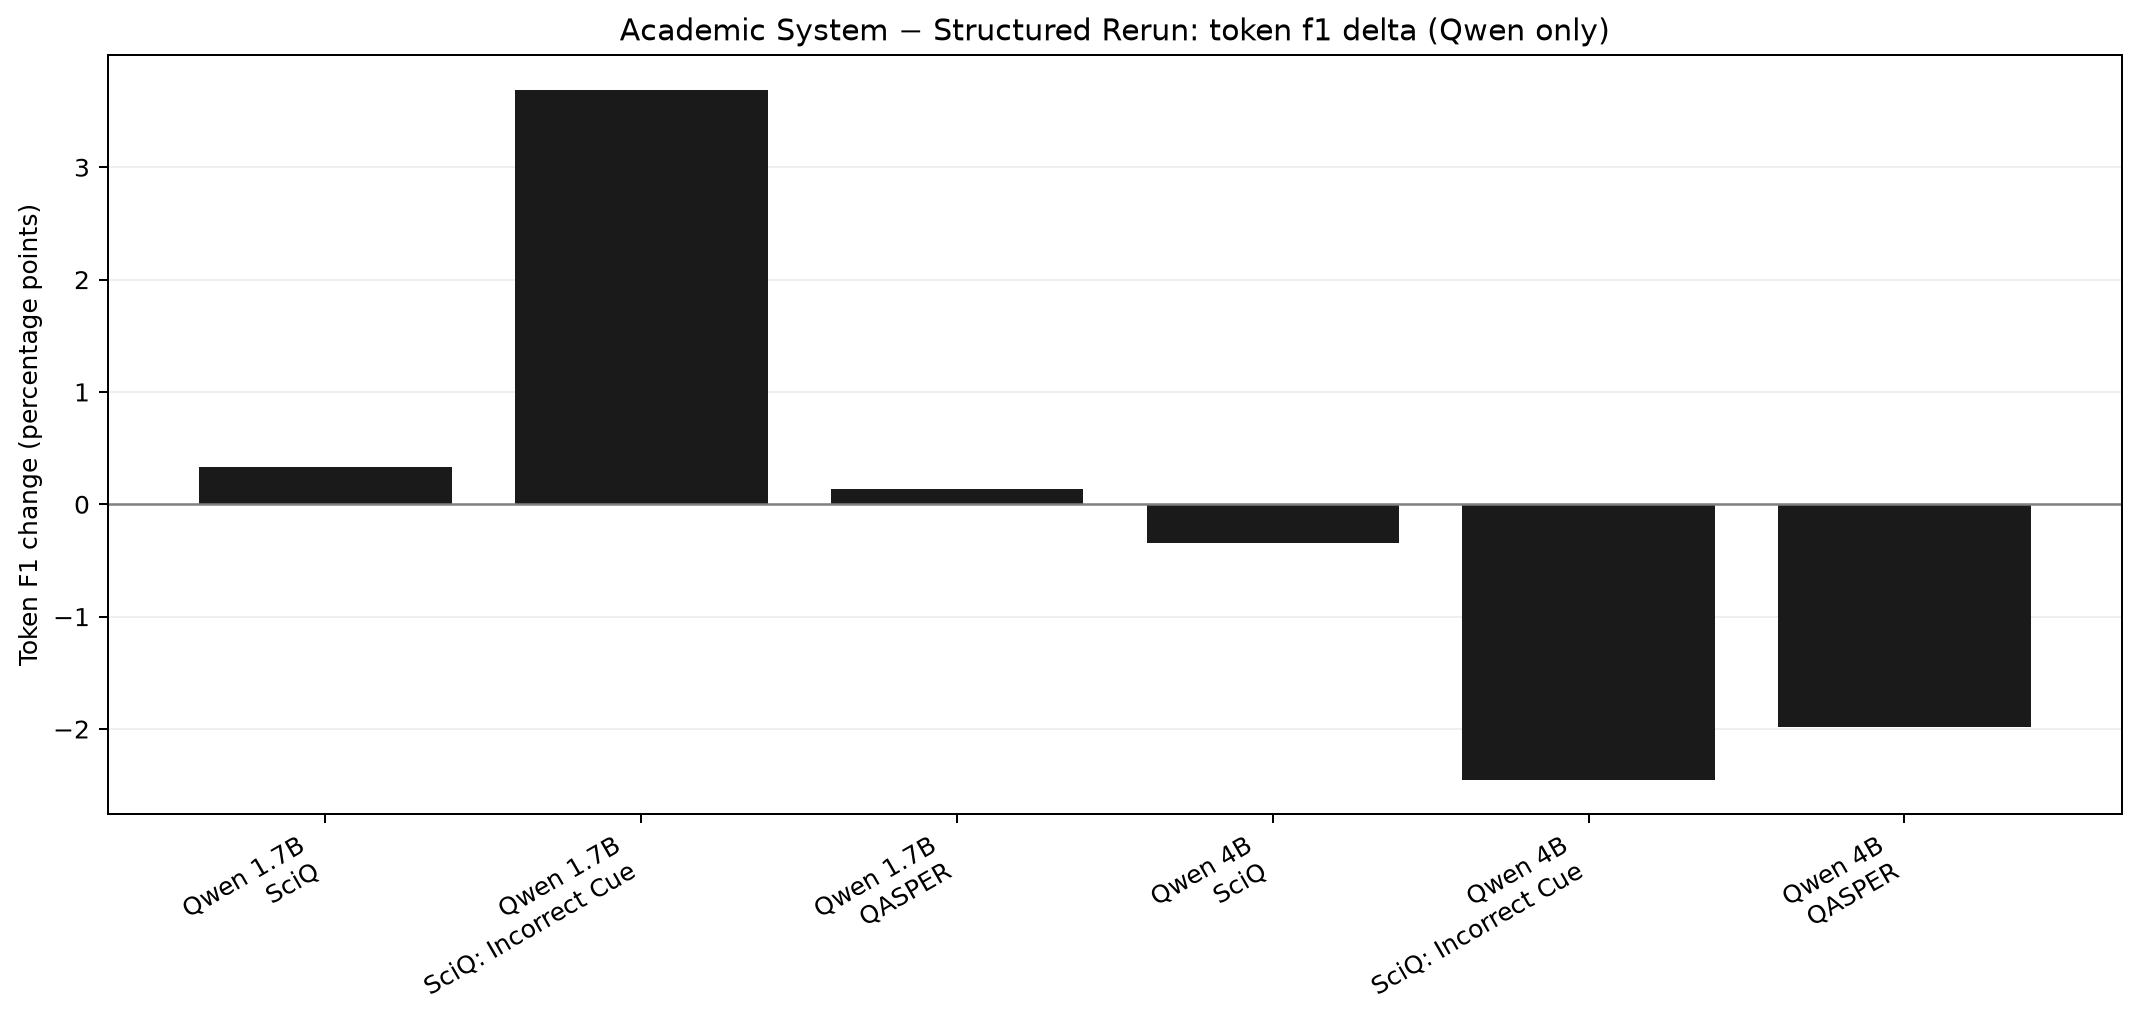 Academic System − Structured Rerun: token f1 delta (Qwen only)
Token F1 change (percentage points)
3
2
1
0
−1
−2
Qwen 1.7B
SciQ
Qwen 1.7B
SciQ: Incorrect Cue
Qwen 1.7B
QASPER
Qwen 4B
SciQ
Qwen 4B
SciQ: Incorrect Cue
Qwen 4B
QASPER